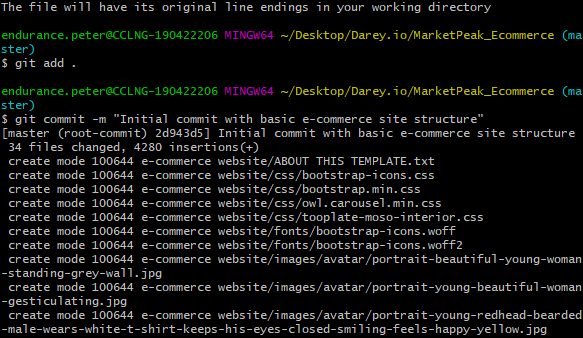 The file will have its original line endings in your working directory
endurance.peter@CCLNG-190422206 MINGW64 ~/Desktop/Darey.io/MarketPeak_Ecommerce (ma
ster)
$ git add .
endurance.peter@CCLNG-190422206 MINGW64 ~/Desktop/Darey.io/MarketPeak_Ecommerce (ma
ster)
$ git commit -m "Initial commit with basic e-commerce site structure"
[master (root-commit) 2d943d5] Initial commit with basic e-commerce site structure
 34 files changed, 4280 insertions(+)
 create mode 100644 e-commerce website/ABOUT THIS TEMPLATE.txt
 create mode 100644 e-commerce website/css/bootstrap-icons.css
 create mode 100644 e-commerce website/css/bootstrap.min.css
 create mode 100644 e-commerce website/css/owl.carousel.min.css
 create mode 100644 e-commerce website/css/tooplate-moso-interior.css
 create mode 100644 e-commerce website/fonts/bootstrap-icons.woff
 create mode 100644 e-commerce website/fonts/bootstrap-icons.woff2
 create mode 100644 e-commerce website/images/avatar/portrait-beautiful-young-woman
-standing-grey-wall.jpg
 create mode 100644 e-commerce website/images/avatar/portrait-young-beautiful-woman
-gesticulating.jpg
 create mode 100644 e-commerce website/images/avatar/portrait-young-redhead-bearded
-male-wears-white-t-shirt-keeps-his-eyes-closed-smiling-feels-happy-yellow.jpg